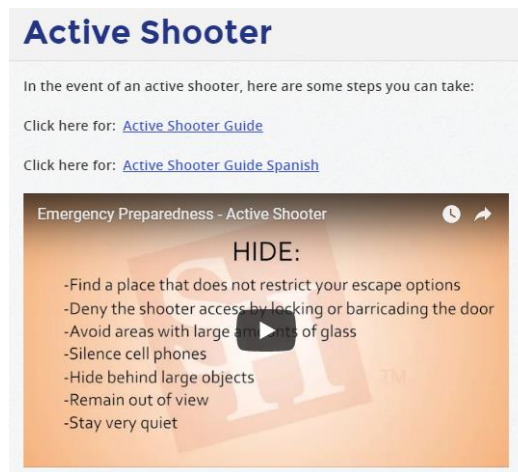 Active Shooter
In the event of an active shooter, here are some steps you can take:
Click here for: Active Shooter Guide
Click here for: Active Shooter Guide Spanish
Emergency Preparedness - Active Shooter
HIDE:
-Find a place that does not restrict your escape options
-Deny the shooter access by locking or barricading the door
-Avoid areas with large amounts of glass
-Silence cell phones
-Hide behind large objects
-Remain out of view
-Stay very quiet
TM